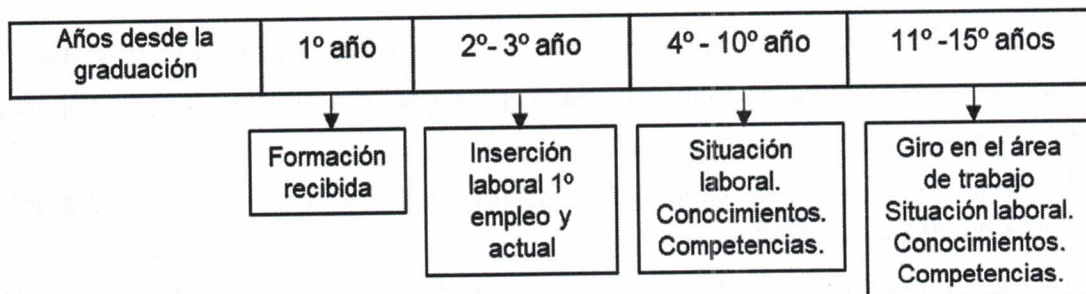 Años desde la
graduación
1º año
2º- 3º año
4º - 10º año
11º -15º años
Formación
recibida
Inserción
laboral 1º
empleo y
actual
Situación
laboral.
Conocimientos.
Competencias.
Giro en el área
de trabajo
Situación laboral.
Conocimientos.
Competencias.